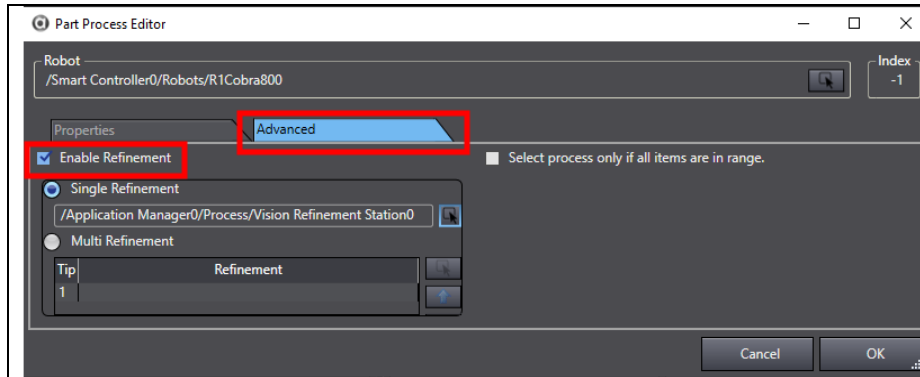 Part Process Editor
Robot
/Smart Controller0/Robots/R1Cobra800
Index
-1
Properties
Advanced
Enable Refinement
Select process only if all items are in range.
Single Refinement
/Application Manager0/Process/Vision Refinement Station0
Multi Refinement
Tip Refinement
1
Cancel
OK